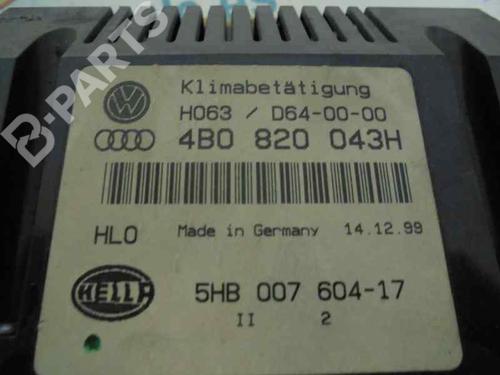 B-PARTS
Klimabetätigung
H063 / D64-00-00
4B0 820 043H
HLO Made in Germany 14.12.99
HELLA 5HB 007 604-17
II 2